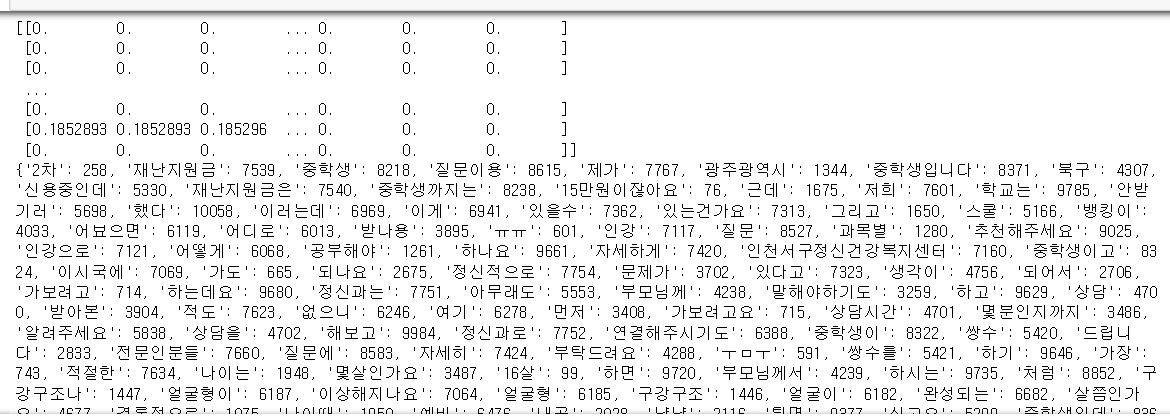 [[0. 0. 0. ... 0. 0. 0. ]
[0. 0. 0. ... 0. 0. 0. ]
[0. 0. 0. ... 0. 0. 0. ]
...
[0. 0. 0. ... 0. 0. 0. ]
[0.1852893 0.1852893 0.185296 ... 0. 0. 0. ]
[0. 0. 0. ... 0. 0. 0. ]]
{'2차': 258, '재난지원금': 7539, '중학생': 8218, '질문이용': 8615, '제가': 7767, '광주광역시': 1344, '중학생입니다': 8371, '북구': 4307,
'신용중인데': 5330, '재난지원금은': 7540, '중학생까지는': 8238, '15만원이잖아요': 76, '근데': 1675, '저희': 7601, '학교는': 9785, '안받
기러': 5698, '했다': 10058, '이러는데': 6969, '이게': 6941, '있을수': 7362, '있는건가요': 7313, '그리고': 1650, '스쿨': 5166, '뱅킹이':
4033, '어뵸으면': 6119, '어디로': 6013, '받나용': 3895, 'ㅠㅠ': 601, '인강': 7117, '질문': 8527, '과목별': 1280, '추천해주세요': 9025,
'인강으로': 7121, '어떻게': 6068, '공부해야': 1261, '하나요': 9661, '자세하게': 7420, '인천서구정신건강복지센터': 7160, '중학생이고': 83
24, '이시국에': 7069, '가도': 665, '되나요': 2675, '정신적으로': 7754, '문제가': 3702, '있다고': 7323, '생각이': 4756, '되어서': 2706,
'가보려고': 714, '하는데요': 9680, '정신과는': 7751, '아무래도': 5553, '부모님께': 4238, '말해야하기도': 3259, '하고': 9629, '상담': 470
0, '받아본': 3904, '적도': 7623, '없으니': 6246, '여기': 6278, '먼저': 3408, '가보려고요': 715, '상담시간': 4701, '몇분인지까지': 3486,
'알려주세요': 5838, '상담을': 4702, '해보고': 9984, '정신과로': 7752, '연결해주시기도': 6388, '중학생이': 8322, '쌍수': 5420, '드립니
다': 2833, '전문인분들': 7660, '질문에': 8583, '자세히': 7424, '부탁드려요': 4288, 'ㅜㅁㅜ': 591, '쌍수를': 5421, '하기': 9646, '가장':
743, '적절한': 7634, '나이는': 1948, '몇살인가요': 3487, '16살': 99, '하면': 9720, '부모님께서': 4239, '하시는': 9735, '처럼': 8852, '구
강구조나': 1447, '얼굴형이': 6187, '이상해지나요': 7064, '얼굴형': 6185, '구강구조': 1446, '얼굴이': 6182, '완성되는': 6682, '살쯤인가